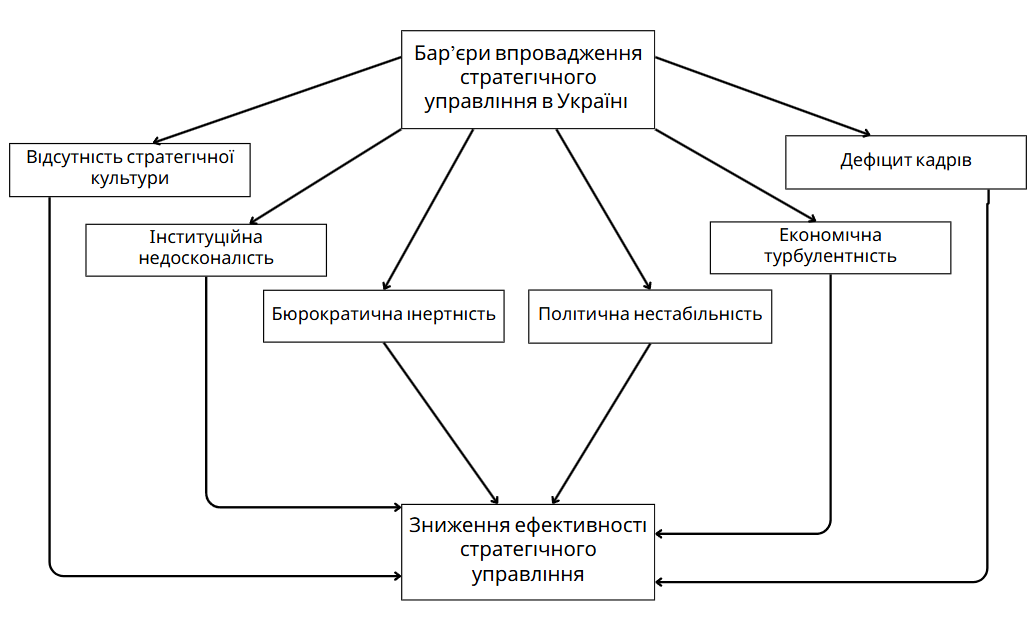 Бар’єри впровадження
стратегічного
управління в Україні
Відсутність стратегічної
культури
Дефіцит кадрів
Інституційна
недосконалість
Економічна
турбулентність
Бюрократична інертність
Політична нестабільність
Зниження ефективності
стратегічного
управління